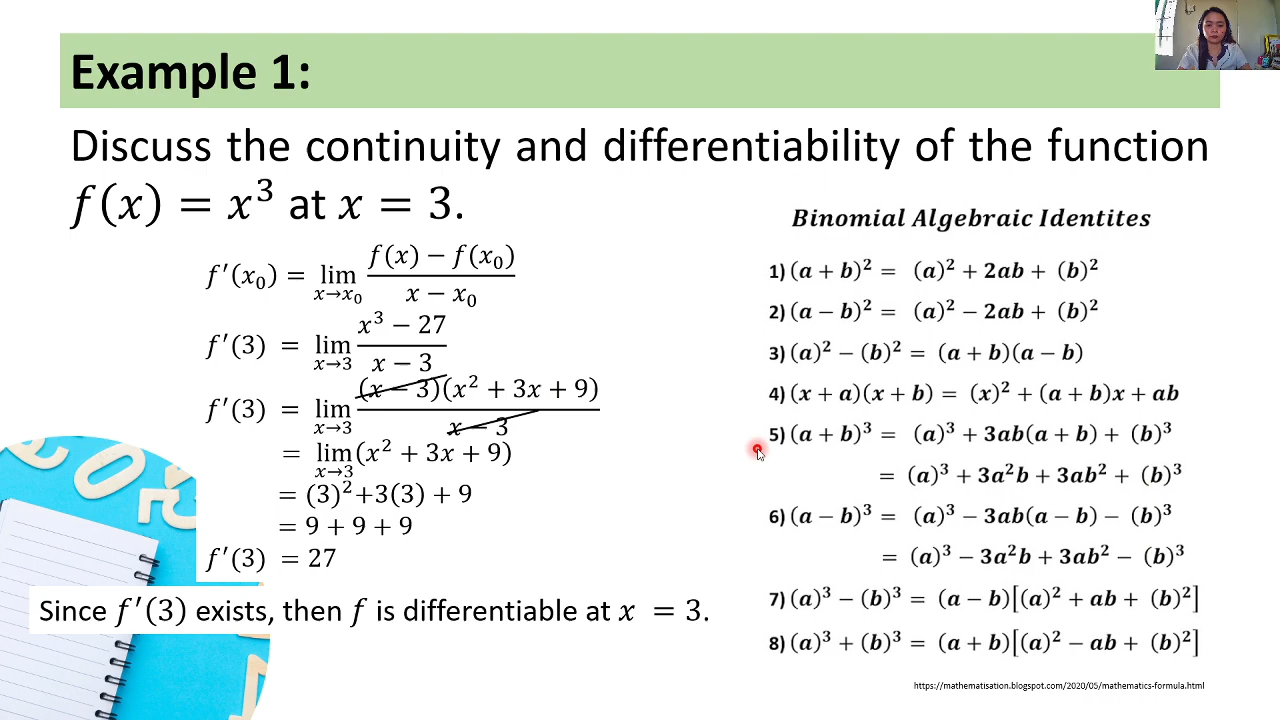 Example 1:
Discuss the continuity and differentiability of the function
f(x) = x³ at x = 3.
f′(x₀) = lim x→x₀ (f(x) − f(x₀))/(x − x₀)
f′(3) = lim x→3 (x³ − 27)/(x − 3)
f′(3) = lim x→3 ((x − 3)(x² + 3x + 9))/(x − 3)
= lim x→3 (x² + 3x + 9)
= (3)²+3(3) + 9
= 9 + 9 + 9
f′(3) = 27
Since f′(3) exists, then f is differentiable at x = 3.
Binomial Algebraic Identites
1) (a + b)² = (a)² + 2ab + (b)²
2) (a − b)² = (a)² − 2ab + (b)²
3) (a)² − (b)² = (a + b)(a − b)
4) (x + a)(x + b) = (x)² + (a + b)x + ab
5) (a + b)³ = (a)³ + 3ab(a + b) + (b)³
= (a)³ + 3a²b + 3ab² + (b)³
6) (a − b)³ = (a)³ − 3ab(a − b) − (b)³
= (a)³ − 3a²b + 3ab² − (b)³
7) (a)³ − (b)³ = (a − b)[(a)² + ab + (b)²]
8) (a)³ + (b)³ = (a + b)[(a)² − ab + (b)²]
https://mathematisation.blogspot.com/2020/05/mathematics-formula.html